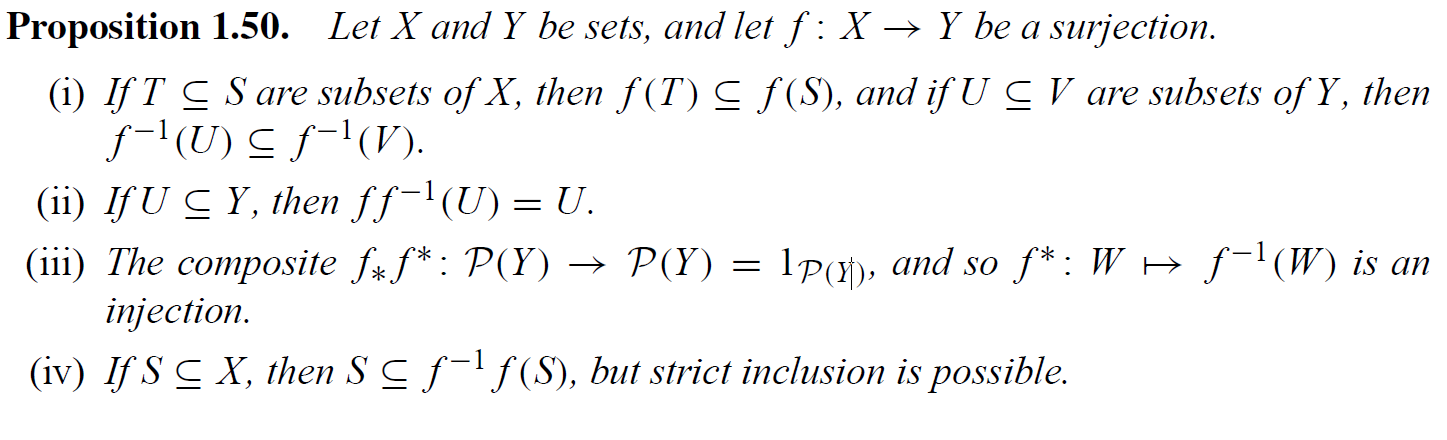 Proposition 1.50. Let X and Y be sets, and let f : X → Y be a surjection.
(i) If T ⊆ S are subsets of X, then f(T) ⊆ f(S), and if U ⊆ V are subsets of Y, then
f⁻¹(U) ⊆ f⁻¹(V).
(ii) If U ⊆ Y, then ff⁻¹(U) = U.
(iii) The composite f∗f* : 𝒫(Y) → 𝒫(Y) = 1𝒫(Y), and so f* : W ↦ f⁻¹(W) is an
injection.
(iv) If S ⊆ X, then S ⊆ f⁻¹f(S), but strict inclusion is possible.